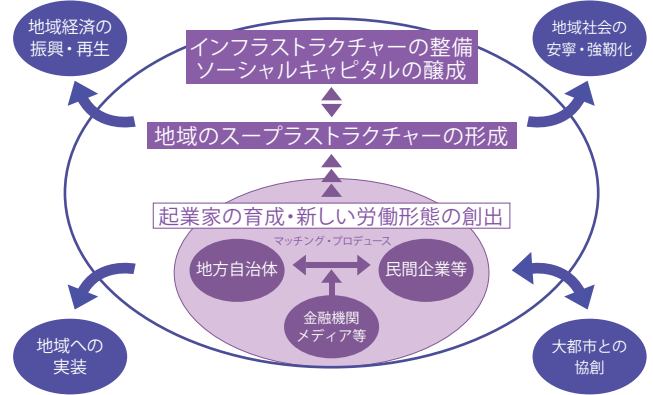 地域経済の
振興・再生
地域社会の
安寧・強靭化
インフラストラクチャーの整備
ソーシャルキャピタルの醸成
地域のスープラストラクチャーの形成
起業家の育成・新しい労働形態の創出
マッチング・プロデュース
地方自治体
民間企業等
金融機関
メディア等
地域への
実装
大都市との
協創